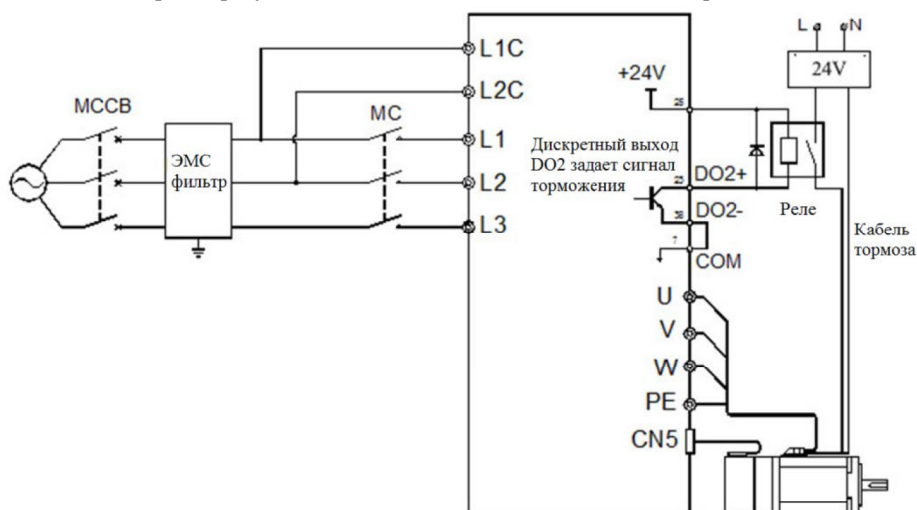 L1C
L2C
MCCB
MC
L1
L2
L3
ЭМС
фильтр
+24V
25
Дискретный выход
DO2 задает сигнал
торможения
DO2+
DO2-
7
COM
U
V
W
PE
CN5
L
N
24V
Реле
Кабель
тормоза